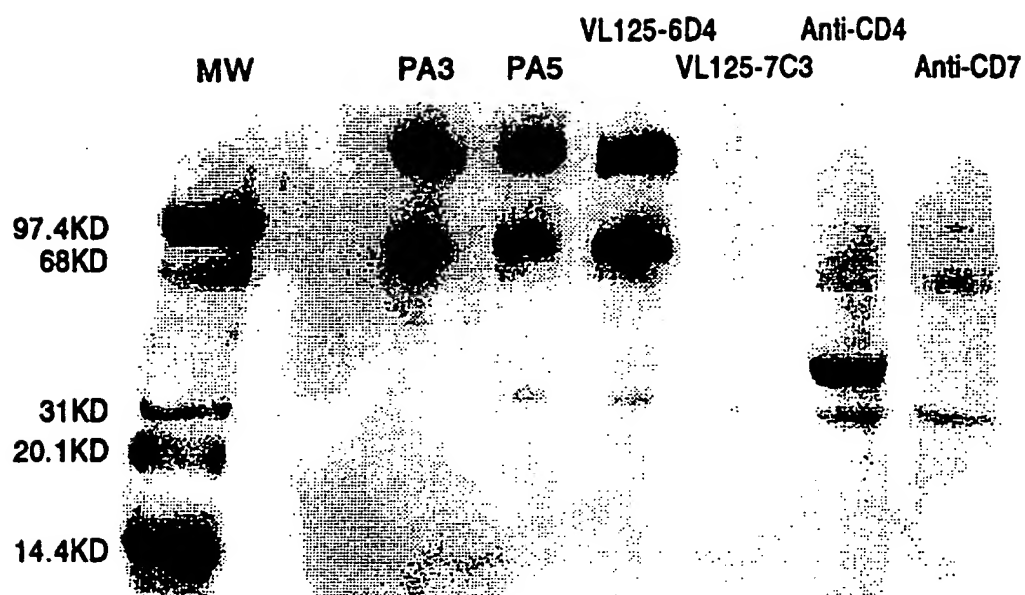 VL125-6D4 Anti-CD4
MW PA3 PA5 VL125-7C3 Anti-CD7
97.4KD
68KD
31KD
20.1KD
14.4KD